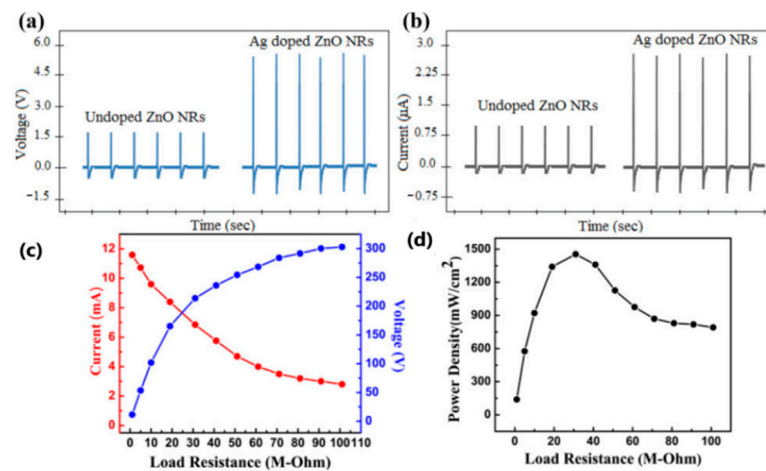 (a)
6.0
4.5
3.0
1.5
0.0
−1.5
Voltage (V)
Undoped ZnO NRs
Ag doped ZnO NRs
Time (sec)
(b)
3.0
2.25
1.5
0.75
0.0
−0.75
Current (µA)
Undoped ZnO NRs
Ag doped ZnO NRs
Time (sec)
(c)
12
10
8
6
4
2
0
Current (mA)
300
250
200
150
100
50
0
Voltage (V)
0 10 20 30 40 50 60 70 80 90 100 110
Load Resistance (M-Ohm)
(d)
1500
1200
900
600
300
0
Power Density(mW/cm²)
0 20 40 60 80 100
Load Resistance (M-Ohm)